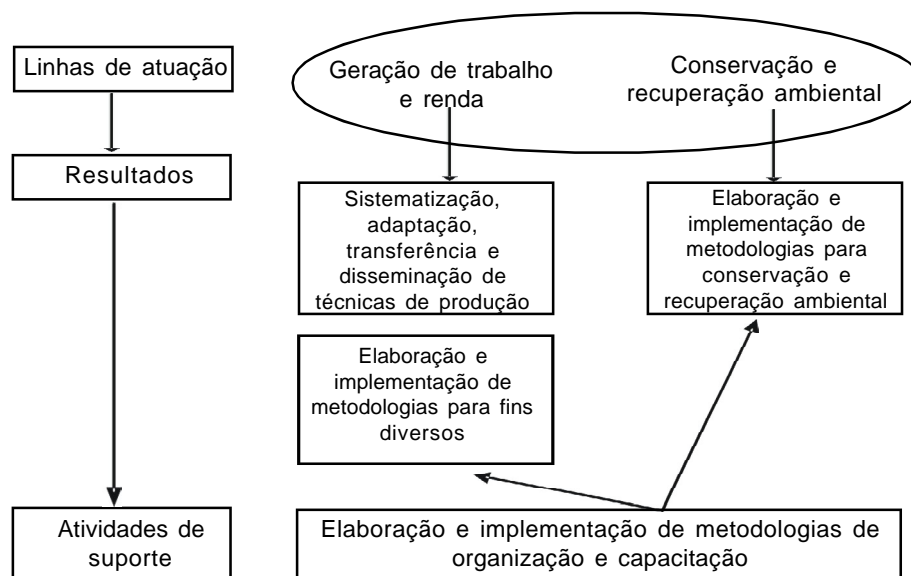 Linhas de atuação
Resultados
Atividades de
suporte
Geração de trabalho
e renda
Conservação e
recuperação ambiental
Sistematização,
adaptação,
transferência e
disseminação de
técnicas de produção
Elaboração e
implementação de
metodologias para
conservação e
recuperação ambiental
Elaboração e
implementação de
metodologias para fins
diversos
Elaboração e implementação de metodologias de
organização e capacitação